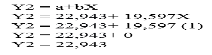 Y2 = a+bX
Y2 = 22,943+ 19,597X
Y2 = 22,943+ 19,597 (1)
Y2 = 22,943+ 0
Y2 = 22,943